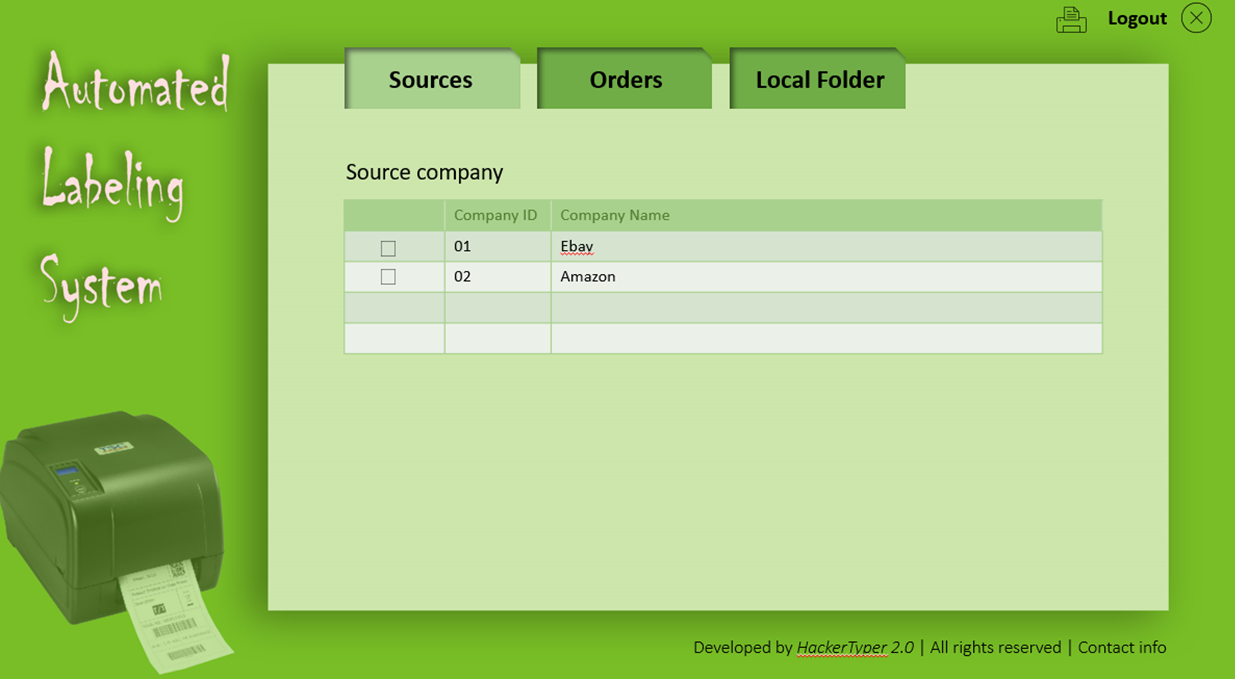 Logout
Automated
Labeling
System
Sources
Orders
Local Folder
Source company
Company ID
Company Name
01
Ebay
02
Amazon
Developed by HackerTyper 2.0 | All rights reserved | Contact info